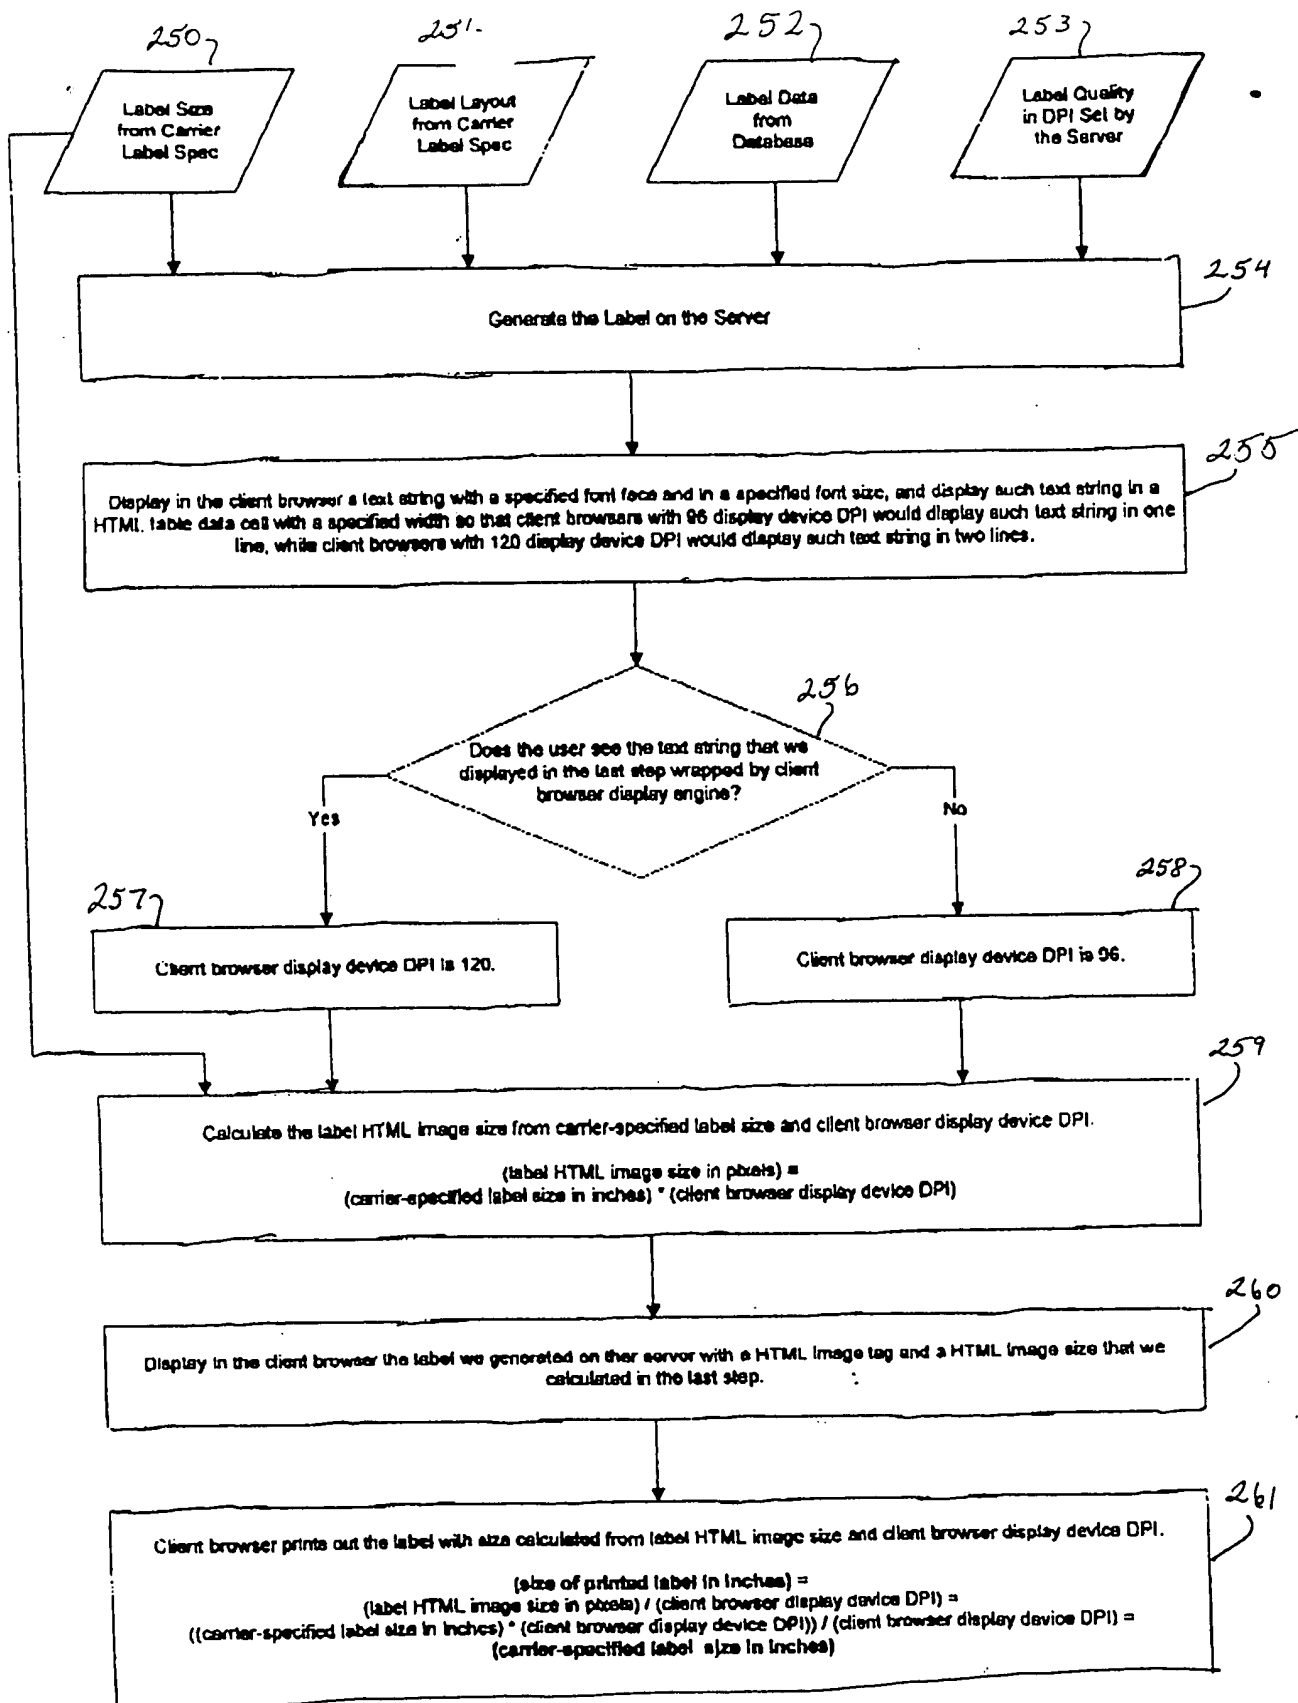 250
251
252
253
Label Size
from Carrier
Label Spec
Label Layout
from Carrier
Label Spec
Label Data
from
Database
Label Quality
in DPI Set by
the Server
254
Generate the Label on the Server
255
Display in the client browser a text string with a specified font face and in a specified font size, and display such text string in a
HTML table data cell with a specified width so that client browsers with 96 display device DPI would display such text string in one
line, while client browsers with 120 display device DPI would display such text string in two lines.
256
Does the user see the text string that we
displayed in the last step wrapped by client
browser display engine?
Yes
No
257
258
Client browser display device DPI is 120.
Client browser display device DPI is 96.
259
Calculate the label HTML image size from carrier-specified label size and client browser display device DPI.
(label HTML image size in pixels) =
(carrier-specified label size in inches) * (client browser display device DPI)
260
Display in the client browser the label we generated on ther server with a HTML image tag and a HTML image size that we
calculated in the last step.
261
Client browser prints out the label with size calculated from label HTML image size and client browser display device DPI.
(size of printed label in inches) =
(label HTML image size in pixels) / (client browser display device DPI) =
((carrier-specified label size in inches) * (client browser display device DPI)) / (client browser display device DPI) =
(carrier-specified label size in inches)